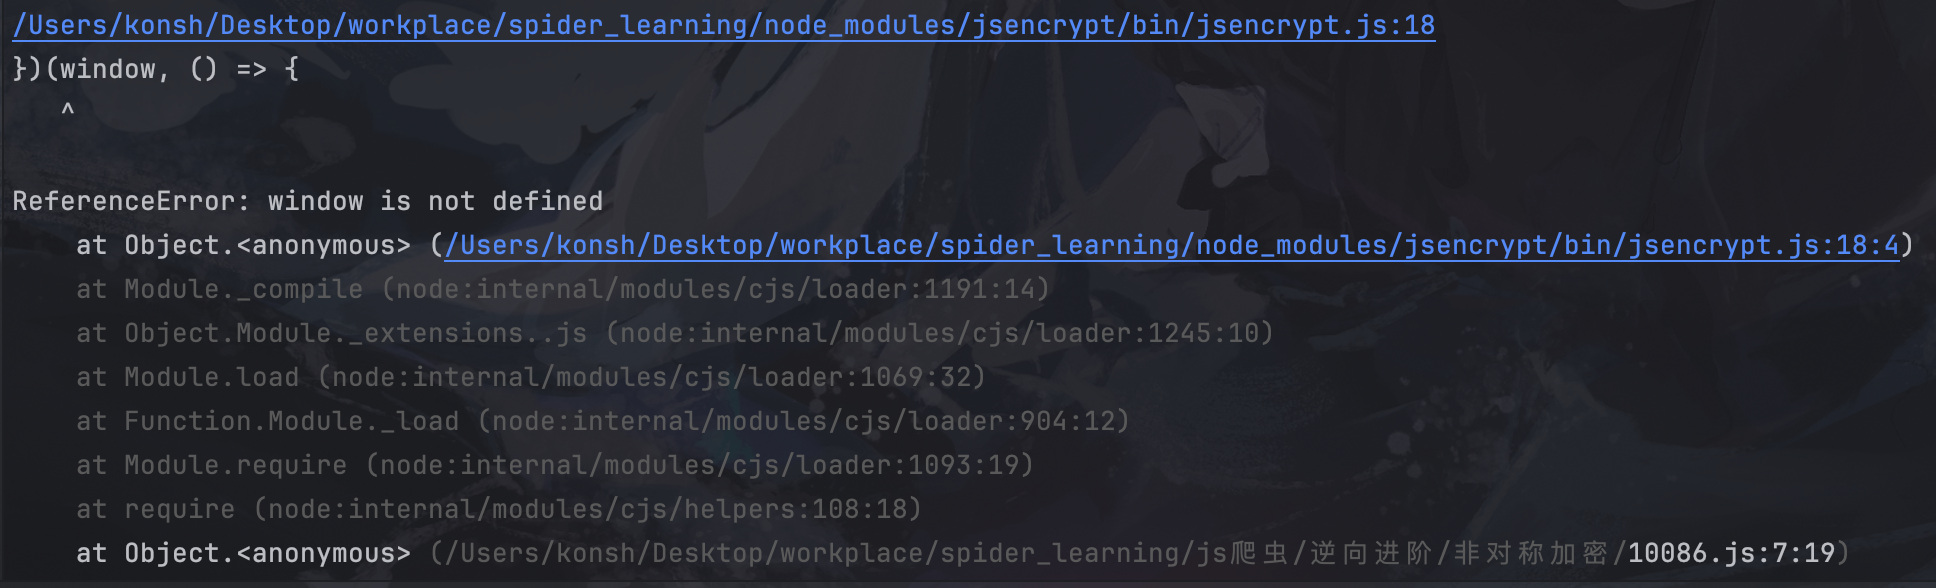 /Users/konsh/Desktop/workplace/spider_learning/node_modules/jsencrypt/bin/jsencrypt.js:18
})(window, () => {
   ^
ReferenceError: window is not defined
    at Object.<anonymous> (/Users/konsh/Desktop/workplace/spider_learning/node_modules/jsencrypt/bin/jsencrypt.js:18:4)
    at Module._compile (node:internal/modules/cjs/loader:1191:14)
    at Object.Module._extensions..js (node:internal/modules/cjs/loader:1245:10)
    at Module.load (node:internal/modules/cjs/loader:1069:32)
    at Function.Module._load (node:internal/modules/cjs/loader:904:12)
    at Module.require (node:internal/modules/cjs/loader:1093:19)
    at require (node:internal/modules/cjs/helpers:108:18)
    at Object.<anonymous> (/Users/konsh/Desktop/workplace/spider_learning/js爬虫/逆向进阶/非对称加密/10086.js:7:19)